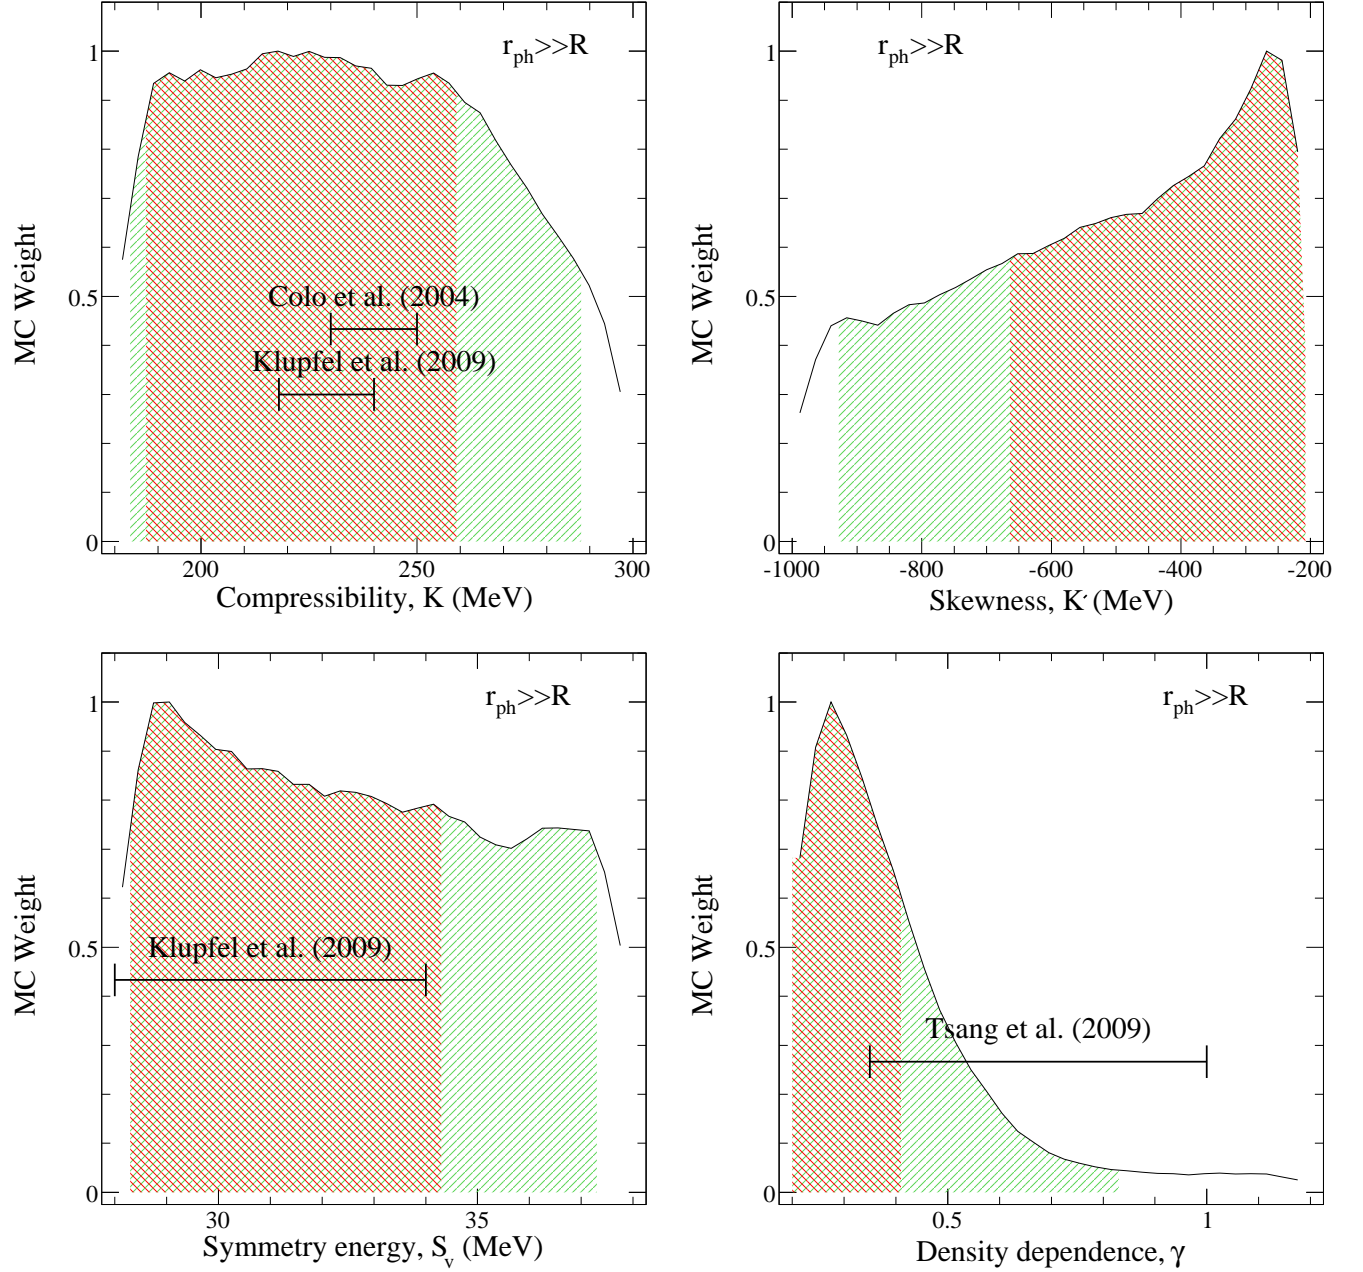 r_ph>>R
1
MC Weight
0.5
Colo et al. (2004)
Klupfel et al. (2009)
0
200 250 300
Compressibility, K (MeV)
r_ph>>R
1
MC Weight
0.5
0
-1000 -800 -600 -400 -200
Skewness, K´ (MeV)
r_ph>>R
1
MC Weight
0.5
Klupfel et al. (2009)
0
30 35
Symmetry energy, S_v (MeV)
r_ph>>R
1
MC Weight
0.5
Tsang et al. (2009)
0
0.5 1
Density dependence, γ